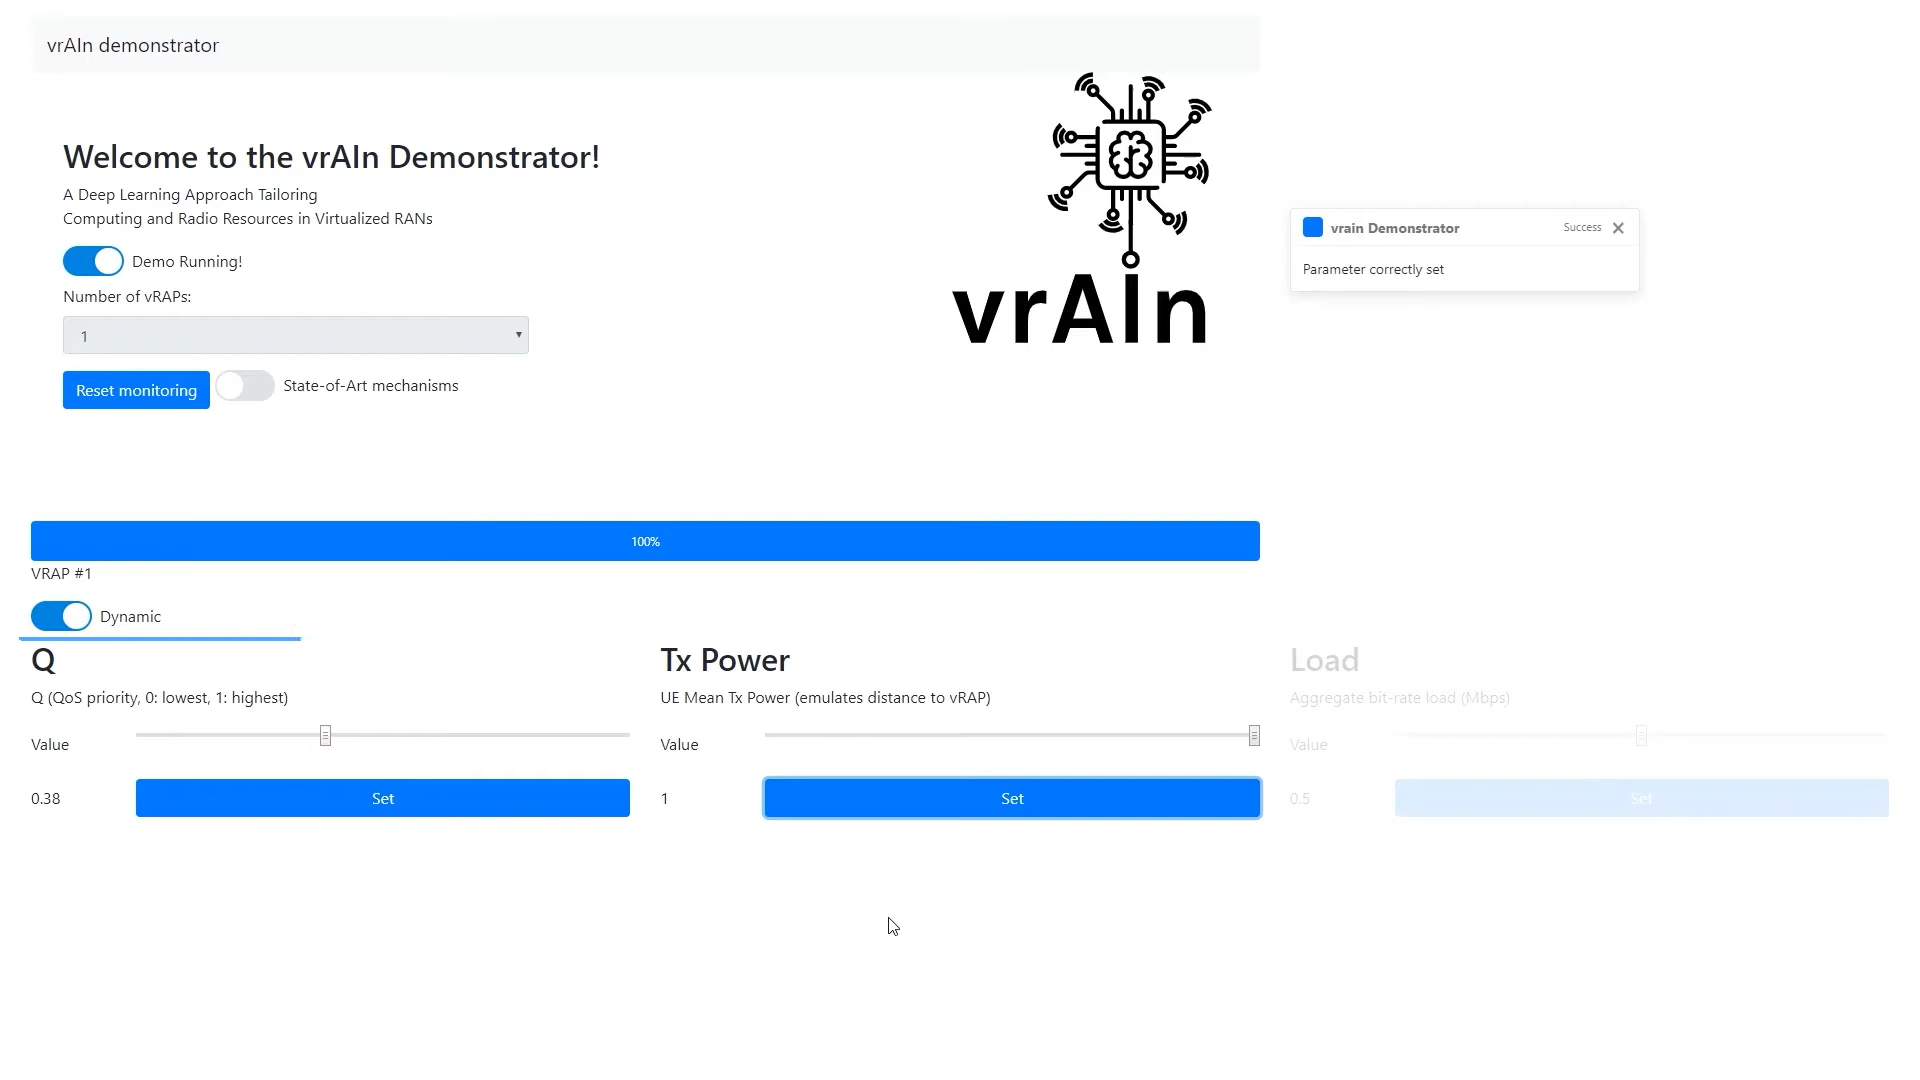 vrAIn demonstrator
Welcome to the vrAIn Demonstrator!
A Deep Learning Approach Tailoring
Computing and Radio Resources in Virtualized RANs
Demo Running!
Number of vRAPs:
1
Reset monitoring
State-of-Art mechanisms
vrAIn
vrain Demonstrator
Success
Parameter correctly set
100%
VRAP #1
Dynamic
Q
Q (QoS priority, 0: lowest, 1: highest)
Value
0.38
Set
Tx Power
UE Mean Tx Power (emulates distance to vRAP)
Value
1
Set
Load
Aggregate bit-rate load (Mbps)
Value
0.5
Set